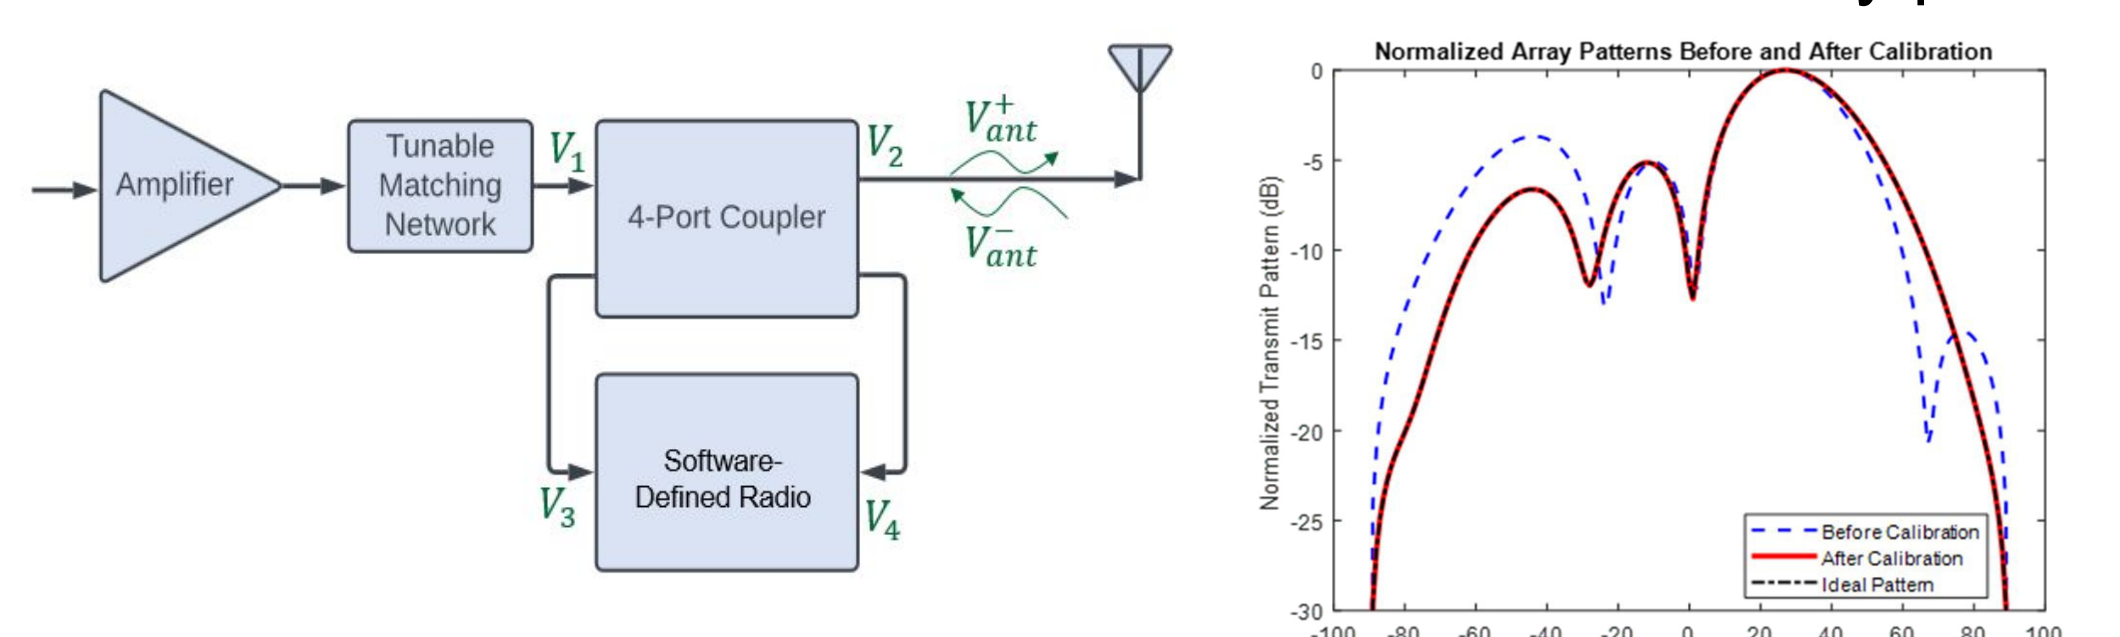 Amplifier
Tunable
Matching
Network
V₁
4-Port Coupler
V₂
V⁺ₐₙₜ
V⁻ₐₙₜ
Software-
Defined Radio
V₃
V₄
Normalized Array Patterns Before and After Calibration
Normalized Transmit Pattern (dB)
0
-5
-10
-15
-20
-25
-30
-100 -80 -60 -40 -20 0 20 40 60 80 100
Before Calibration
After Calibration
Ideal Pattern